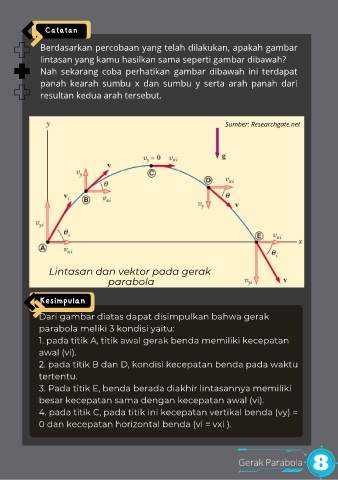 Catatan
Berdasarkan percobaan yang telah dilakukan, apakah gambar
lintasan yang kamu hasilkan sama seperti gambar dibawah?
Nah sekarang coba perhatikan gambar dibawah ini terdapat
panah kearah sumbu x dan sumbu y serta arah panah dari
resultan kedua arah tersebut.
y
Sumber: Researchgate.net
v
vy = 0
vxi
g
vy
θ
C
D
vxi
vi
B
vxi
θ
vy
v
vyi
θi
E
vxi
A
vxi
x
θi
Lintasan dan vektor pada gerak
parabola
vyi
v
Kesimpulan
Dari gambar diatas dapat disimpulkan bahwa gerak
parabola meliki 3 kondisi yaitu:
1. pada titik A, titik awal gerak benda memiliki kecepatan
awal (vi).
2. pada titik B dan D, kondisi kecepatan benda pada waktu
tertentu.
3. Pada titik E, benda berada diakhir lintasannya memiliki
besar kecepatan sama dengan kecepatan awal (vi).
4. pada titik C, pada titik ini kecepatan vertikal benda (vy) =
0 dan kecepatan horizontal benda (vi = vxi ).
Gerak Parabola 8